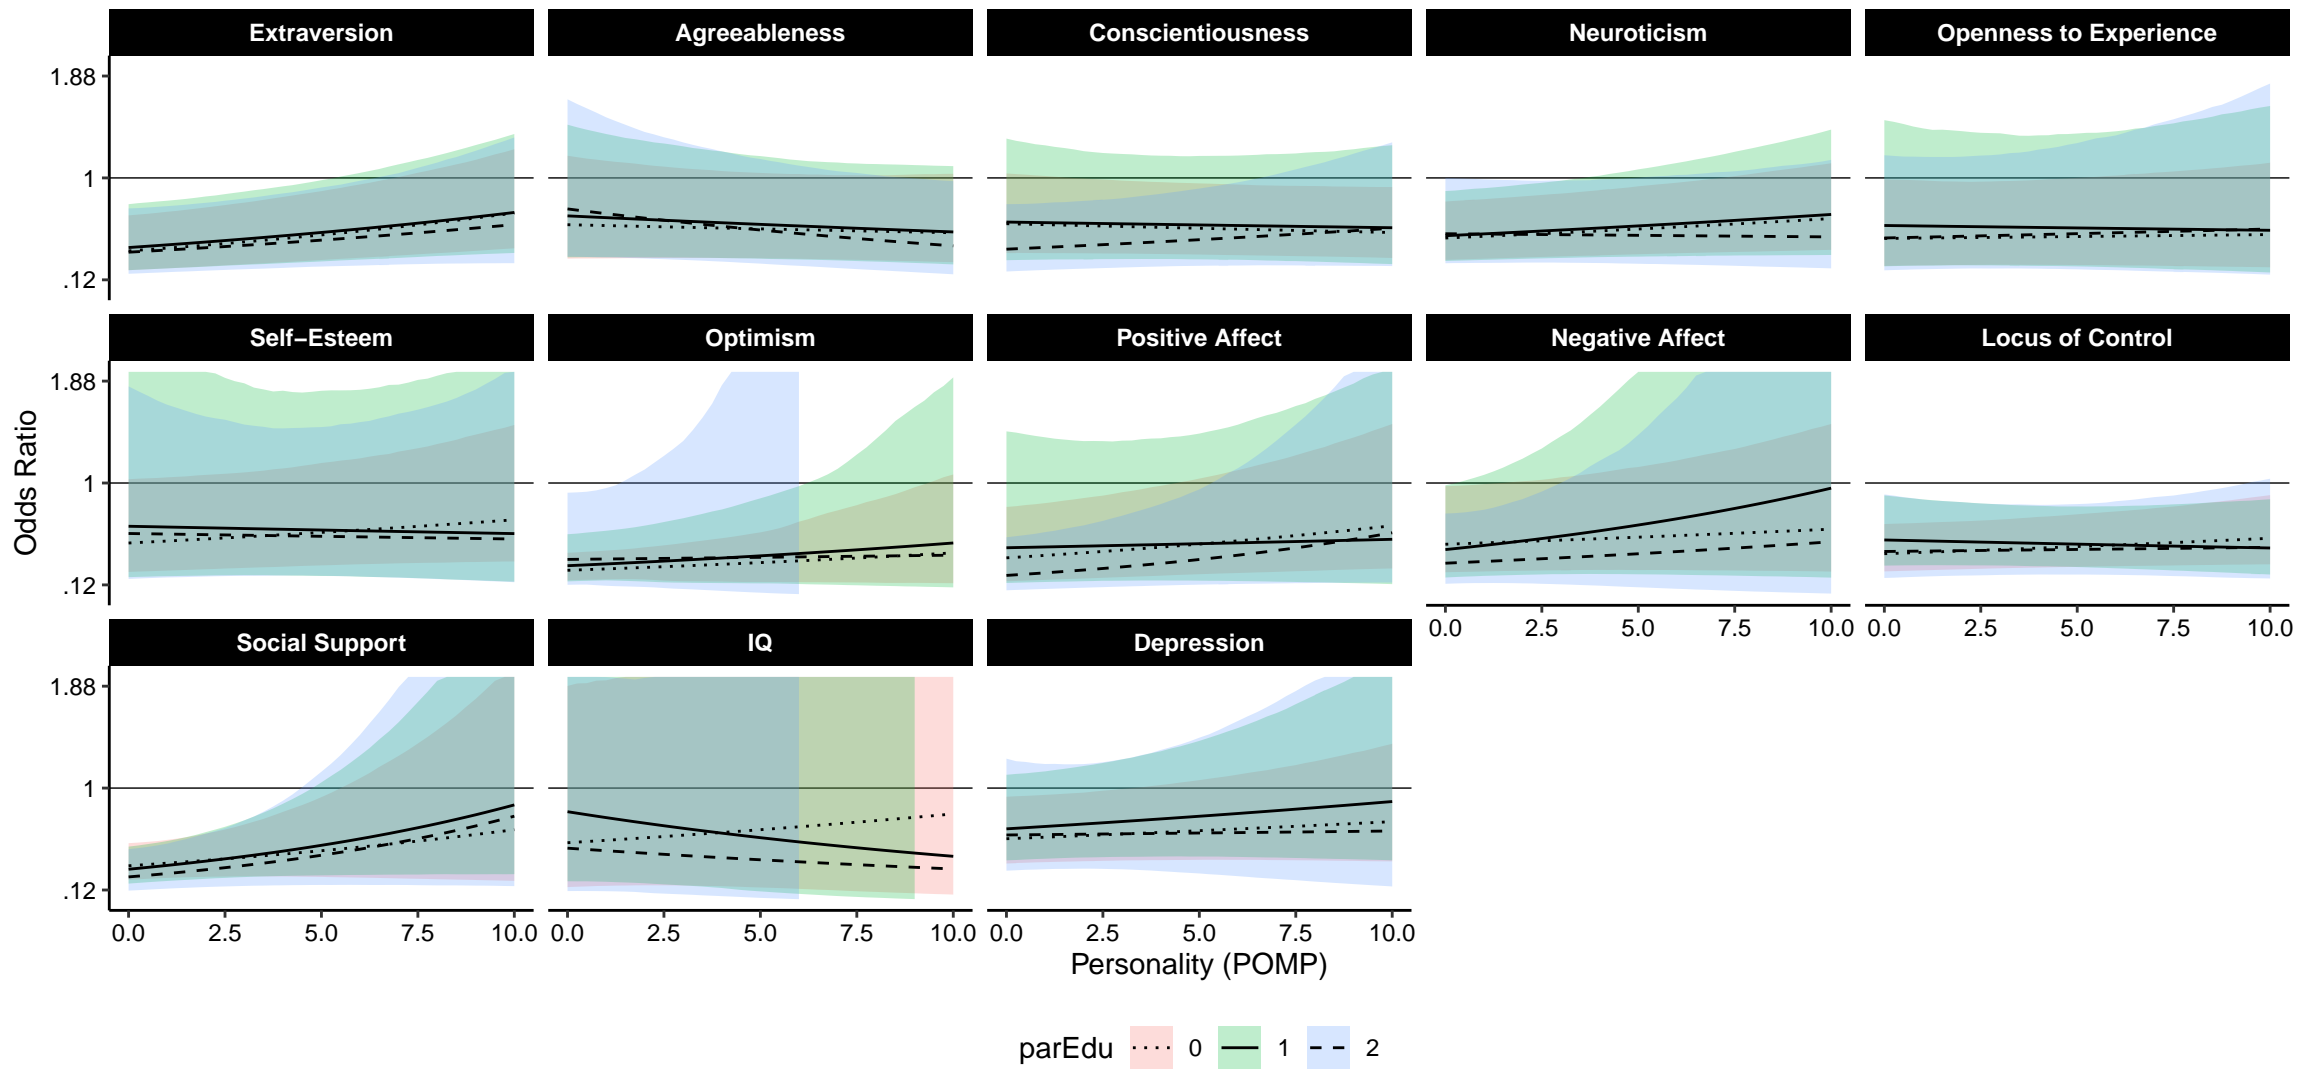 Extraversion Agreeableness Conscientiousness Neuroticism Openness to Experience
1.88
1
.12
Self−Esteem Optimism Positive Affect Negative Affect Locus of Control
1.88
1
.12
0.0 2.5 5.0 7.5 10.0 0.0 2.5 5.0 7.5 10.0
Odds Ratio
Social Support IQ Depression
1.88
1
.12
0.0 2.5 5.0 7.5 10.0 0.0 2.5 5.0 7.5 10.0 0.0 2.5 5.0 7.5 10.0
Personality (POMP)
parEdu 0 1 2